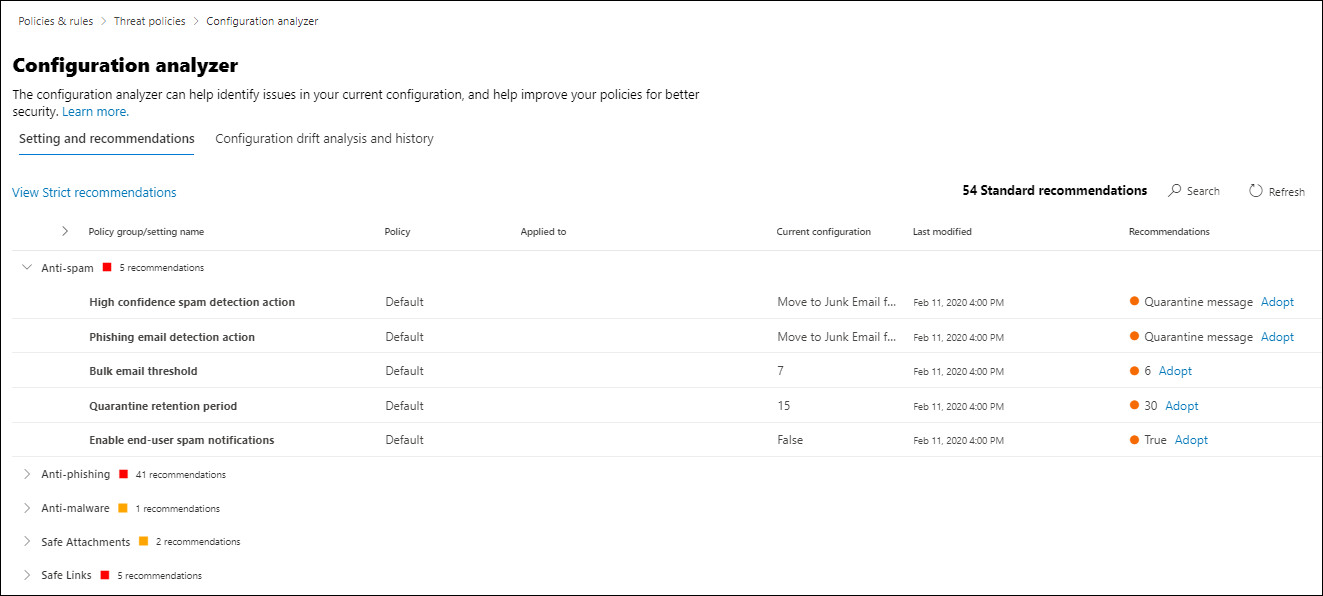 Policies & rules > Threat policies > Configuration analyzer
Configuration analyzer
The configuration analyzer can help identify issues in your current configuration, and help improve your policies for better
security. Learn more.
Setting and recommendations Configuration drift analysis and history
View Strict recommendations 54 Standard recommendations Search Refresh
Policy group/setting name Policy Applied to Current configuration Last modified Recommendations
Anti-spam 5 recommendations
High confidence spam detection action Default Move to Junk Email f... Feb 11, 2020 4:00 PM Quarantine message Adopt
Phishing email detection action Default Move to Junk Email f... Feb 11, 2020 4:00 PM Quarantine message Adopt
Bulk email threshold Default 7 Feb 11, 2020 4:00 PM 6 Adopt
Quarantine retention period Default 15 Feb 11, 2020 4:00 PM 30 Adopt
Enable end-user spam notifications Default False Feb 11, 2020 4:00 PM True Adopt
Anti-phishing 41 recommendations
Anti-malware 1 recommendations
Safe Attachments 2 recommendations
Safe Links 5 recommendations